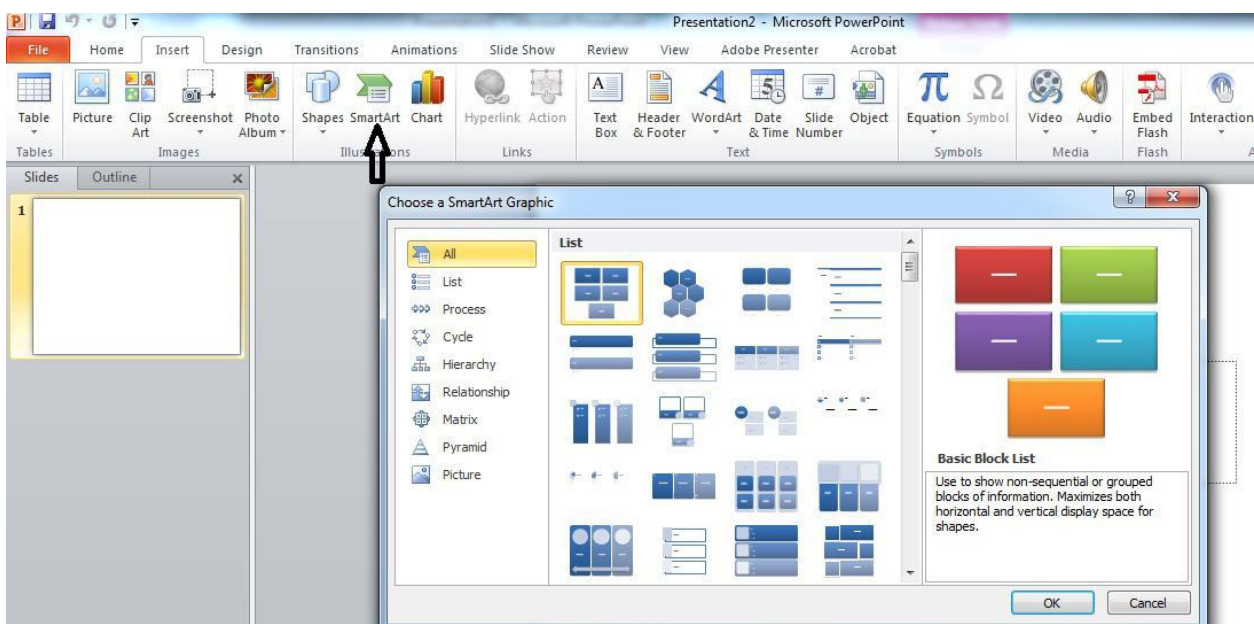 Presentation2 - Microsoft PowerPoint
File Home Insert Design Transitions Animations Slide Show Review View Adobe Presenter Acrobat
Table Picture Clip Art Screenshot Photo Album Shapes SmartArt Chart Hyperlink Action Text Box Header & Footer WordArt Date & Time Slide Number Object Equation Symbol Video Audio Embed Flash Interaction
Tables Images Illustrations Links Text Symbols Media Flash A
Slides Outline
1
Choose a SmartArt Graphic
All
List
Process
Cycle
Hierarchy
Relationship
Matrix
Pyramid
Picture
List
Basic Block List
Use to show non-sequential or grouped
blocks of information. Maximizes both
horizontal and vertical display space for
shapes.
OK Cancel